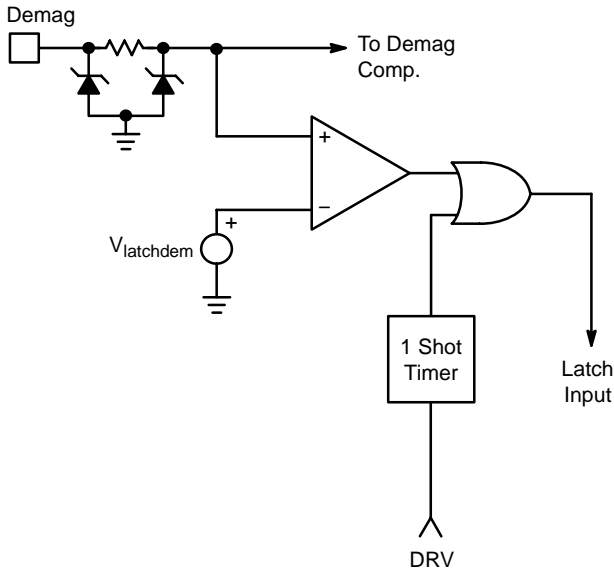 Demag
To Demag
Comp.
+
−
+
Vlatchdem
1 Shot
Timer
Latch
Input
DRV